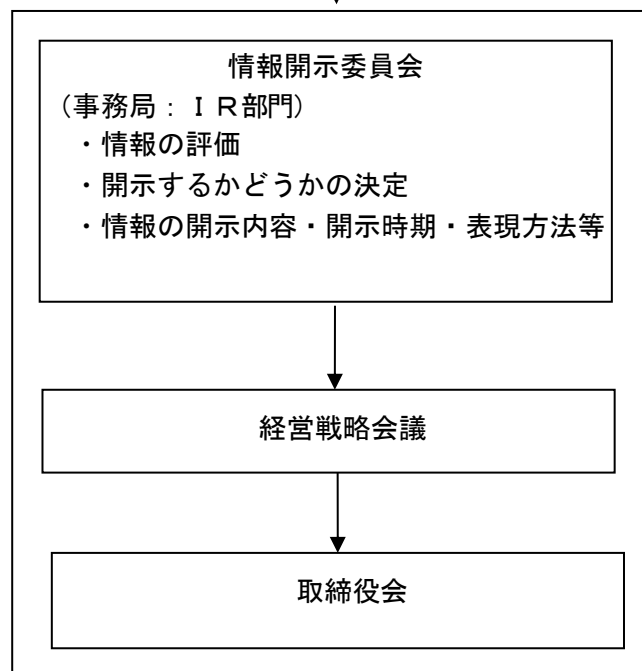 情報開示委員会
(事務局：ＩＲ部門)
・情報の評価
・開示するかどうかの決定
・情報の開示内容・開示時期・表現方法等
経営戦略会議
取締役会